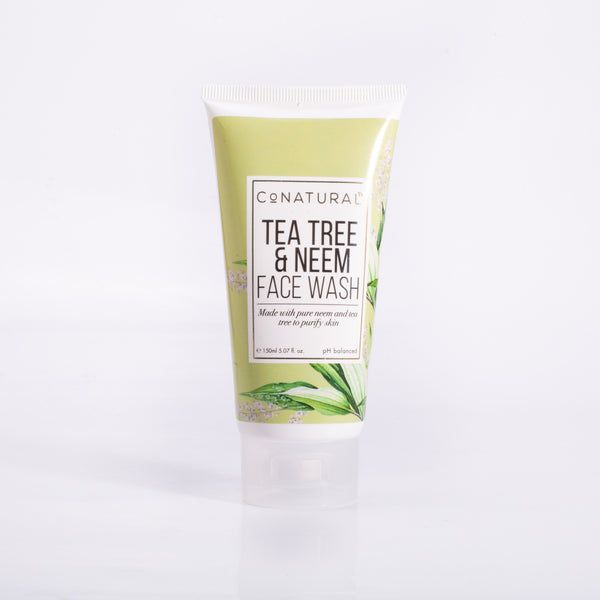 CoNATURAL
TEA TREE
& NEEM
FACE WASH
Made with pure neem and tea
tree to purify skin
e 150ml 5.07 fl. oz. pH balanced